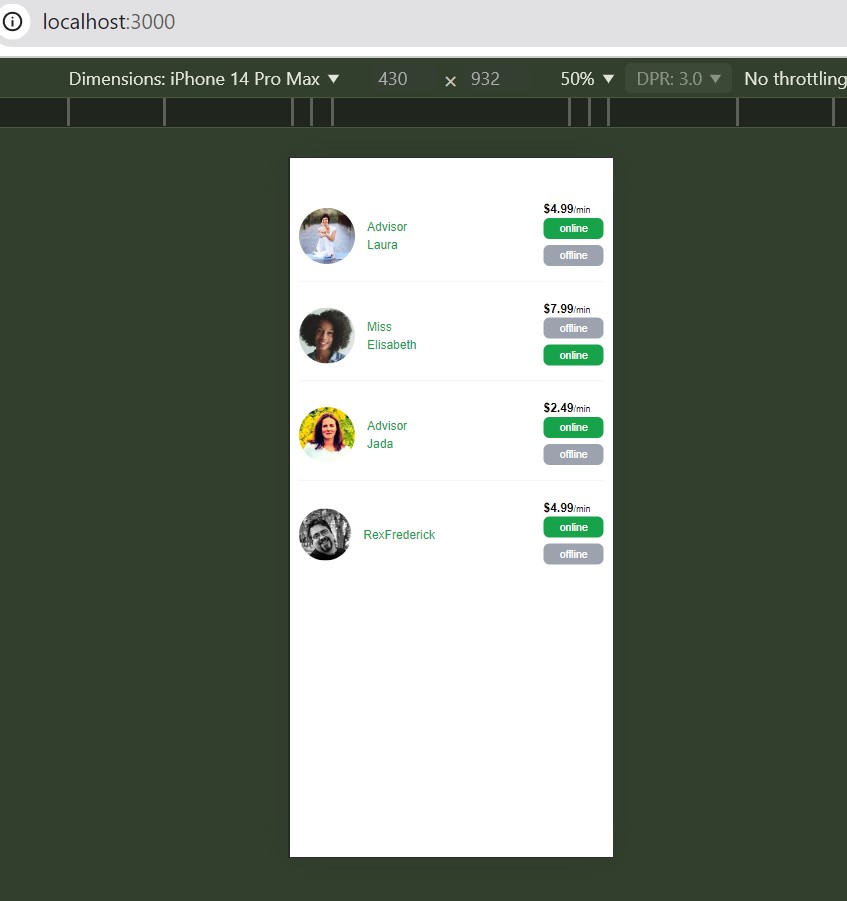 localhost:3000
Dimensions: iPhone 14 Pro Max 430 × 932 50% DPR: 3.0 No throttling
$4.99/min
Advisor
Laura
online
offline
$7.99/min
Miss
Elisabeth
offline
online
$2.49/min
Advisor
Jada
online
offline
$4.99/min
RexFrederick
online
offline